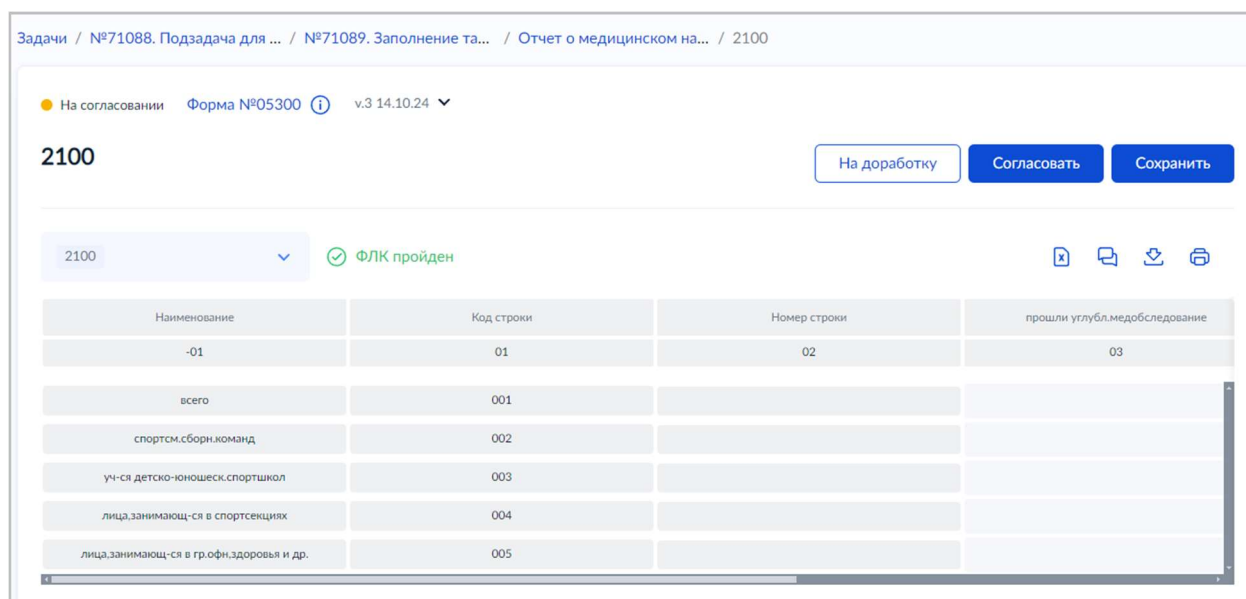 Задачи / №71088. Подзадача для ... / №71089. Заполнение та... / Отчет о медицинском на... / 2100
На согласовании Форма №05300 v.3 14.10.24
2100 На доработку Согласовать Сохранить
2100 ФЛК пройден
Наименование Код строки Номер строки прошли углубл.медобследование
-01 01 02 03
всего 001
спортсм.сборн.команд 002
уч-ся детско-юношеск.спортшкол 003
лица,занимающ-ся в спортсекциях 004
лица,занимающ-ся в гр.офн,здоровья и др. 005